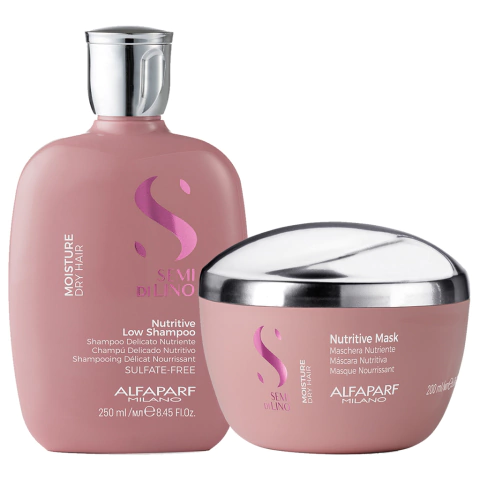 MOISTURE
DRY HAIR
SEMI
DI LINO
Nutritive
Low Shampoo
Shampoo Delicato Nutriente
Champú Delicado Nutritivo
Shampooing Délicat Nourrissant
SULFATE-FREE
ALFAPARF
MILANO
250 ml /мл℮8.45 Fl.Oz.
SEMI
DI LINO
MOISTURE
DRY HAIR
Nutritive Mask
Maschera Nutriente
Máscara Nutritiva
Masque Nourrissant
ALFAPARF
MILANO
200 ml